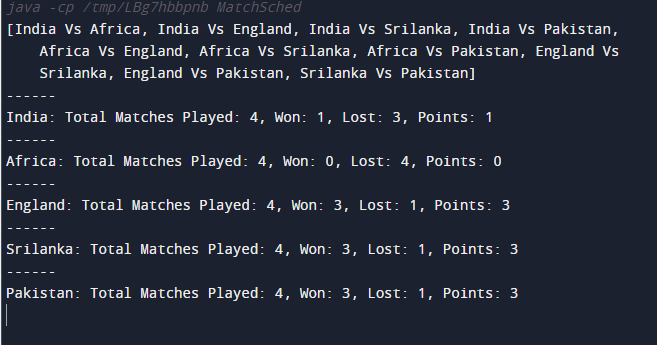 java -cp /tmp/LBg7hbbpnb MatchSched
[India Vs Africa, India Vs England, India Vs Srilanka, India Vs Pakistan,
Africa Vs England, Africa Vs Srilanka, Africa Vs Pakistan, England Vs
Srilanka, England Vs Pakistan, Srilanka Vs Pakistan]
------
India: Total Matches Played: 4, Won: 1, Lost: 3, Points: 1
------
Africa: Total Matches Played: 4, Won: 0, Lost: 4, Points: 0
------
England: Total Matches Played: 4, Won: 3, Lost: 1, Points: 3
------
Srilanka: Total Matches Played: 4, Won: 3, Lost: 1, Points: 3
------
Pakistan: Total Matches Played: 4, Won: 3, Lost: 1, Points: 3